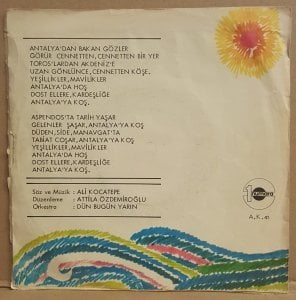 ANTALYA'DAN BAKAN GÖZLER
GÖRÜR CENNETTEN, CENNETTEN BİR YER
TOROS'LARDAN AKDENİZ'E
UZAN GÖNLÜNCE, CENNETTEN KÖŞE,
YEŞİLLİKLER, MAVİLİKLER
ANTALYA'DA HOŞ
DOST ELLERE, KARDEŞLİĞE
ANTALYA'YA KOŞ.
ASPENDOS'TA TARİH YAŞAR
GELENLER ŞAŞAR, ANTALYA'YA KOŞAR
DÜDEN, SİDE, MANAVGAT'TA
TABİAT COŞAR, ANTALYA'YA KOŞAR
YEŞİLLİKLER, MAVİLİKLER
ANTALYA'DA HOŞ
DOST ELLERE, KARDEŞLİĞE
ANTALYA'YA KOŞ.
Söz ve Müzik : ALİ KOCATEPE
Düzenleme : ATTİLA ÖZDEMİROĞLU
Orkestra : DÜN BUGÜN YARIN
1
A.K. 41